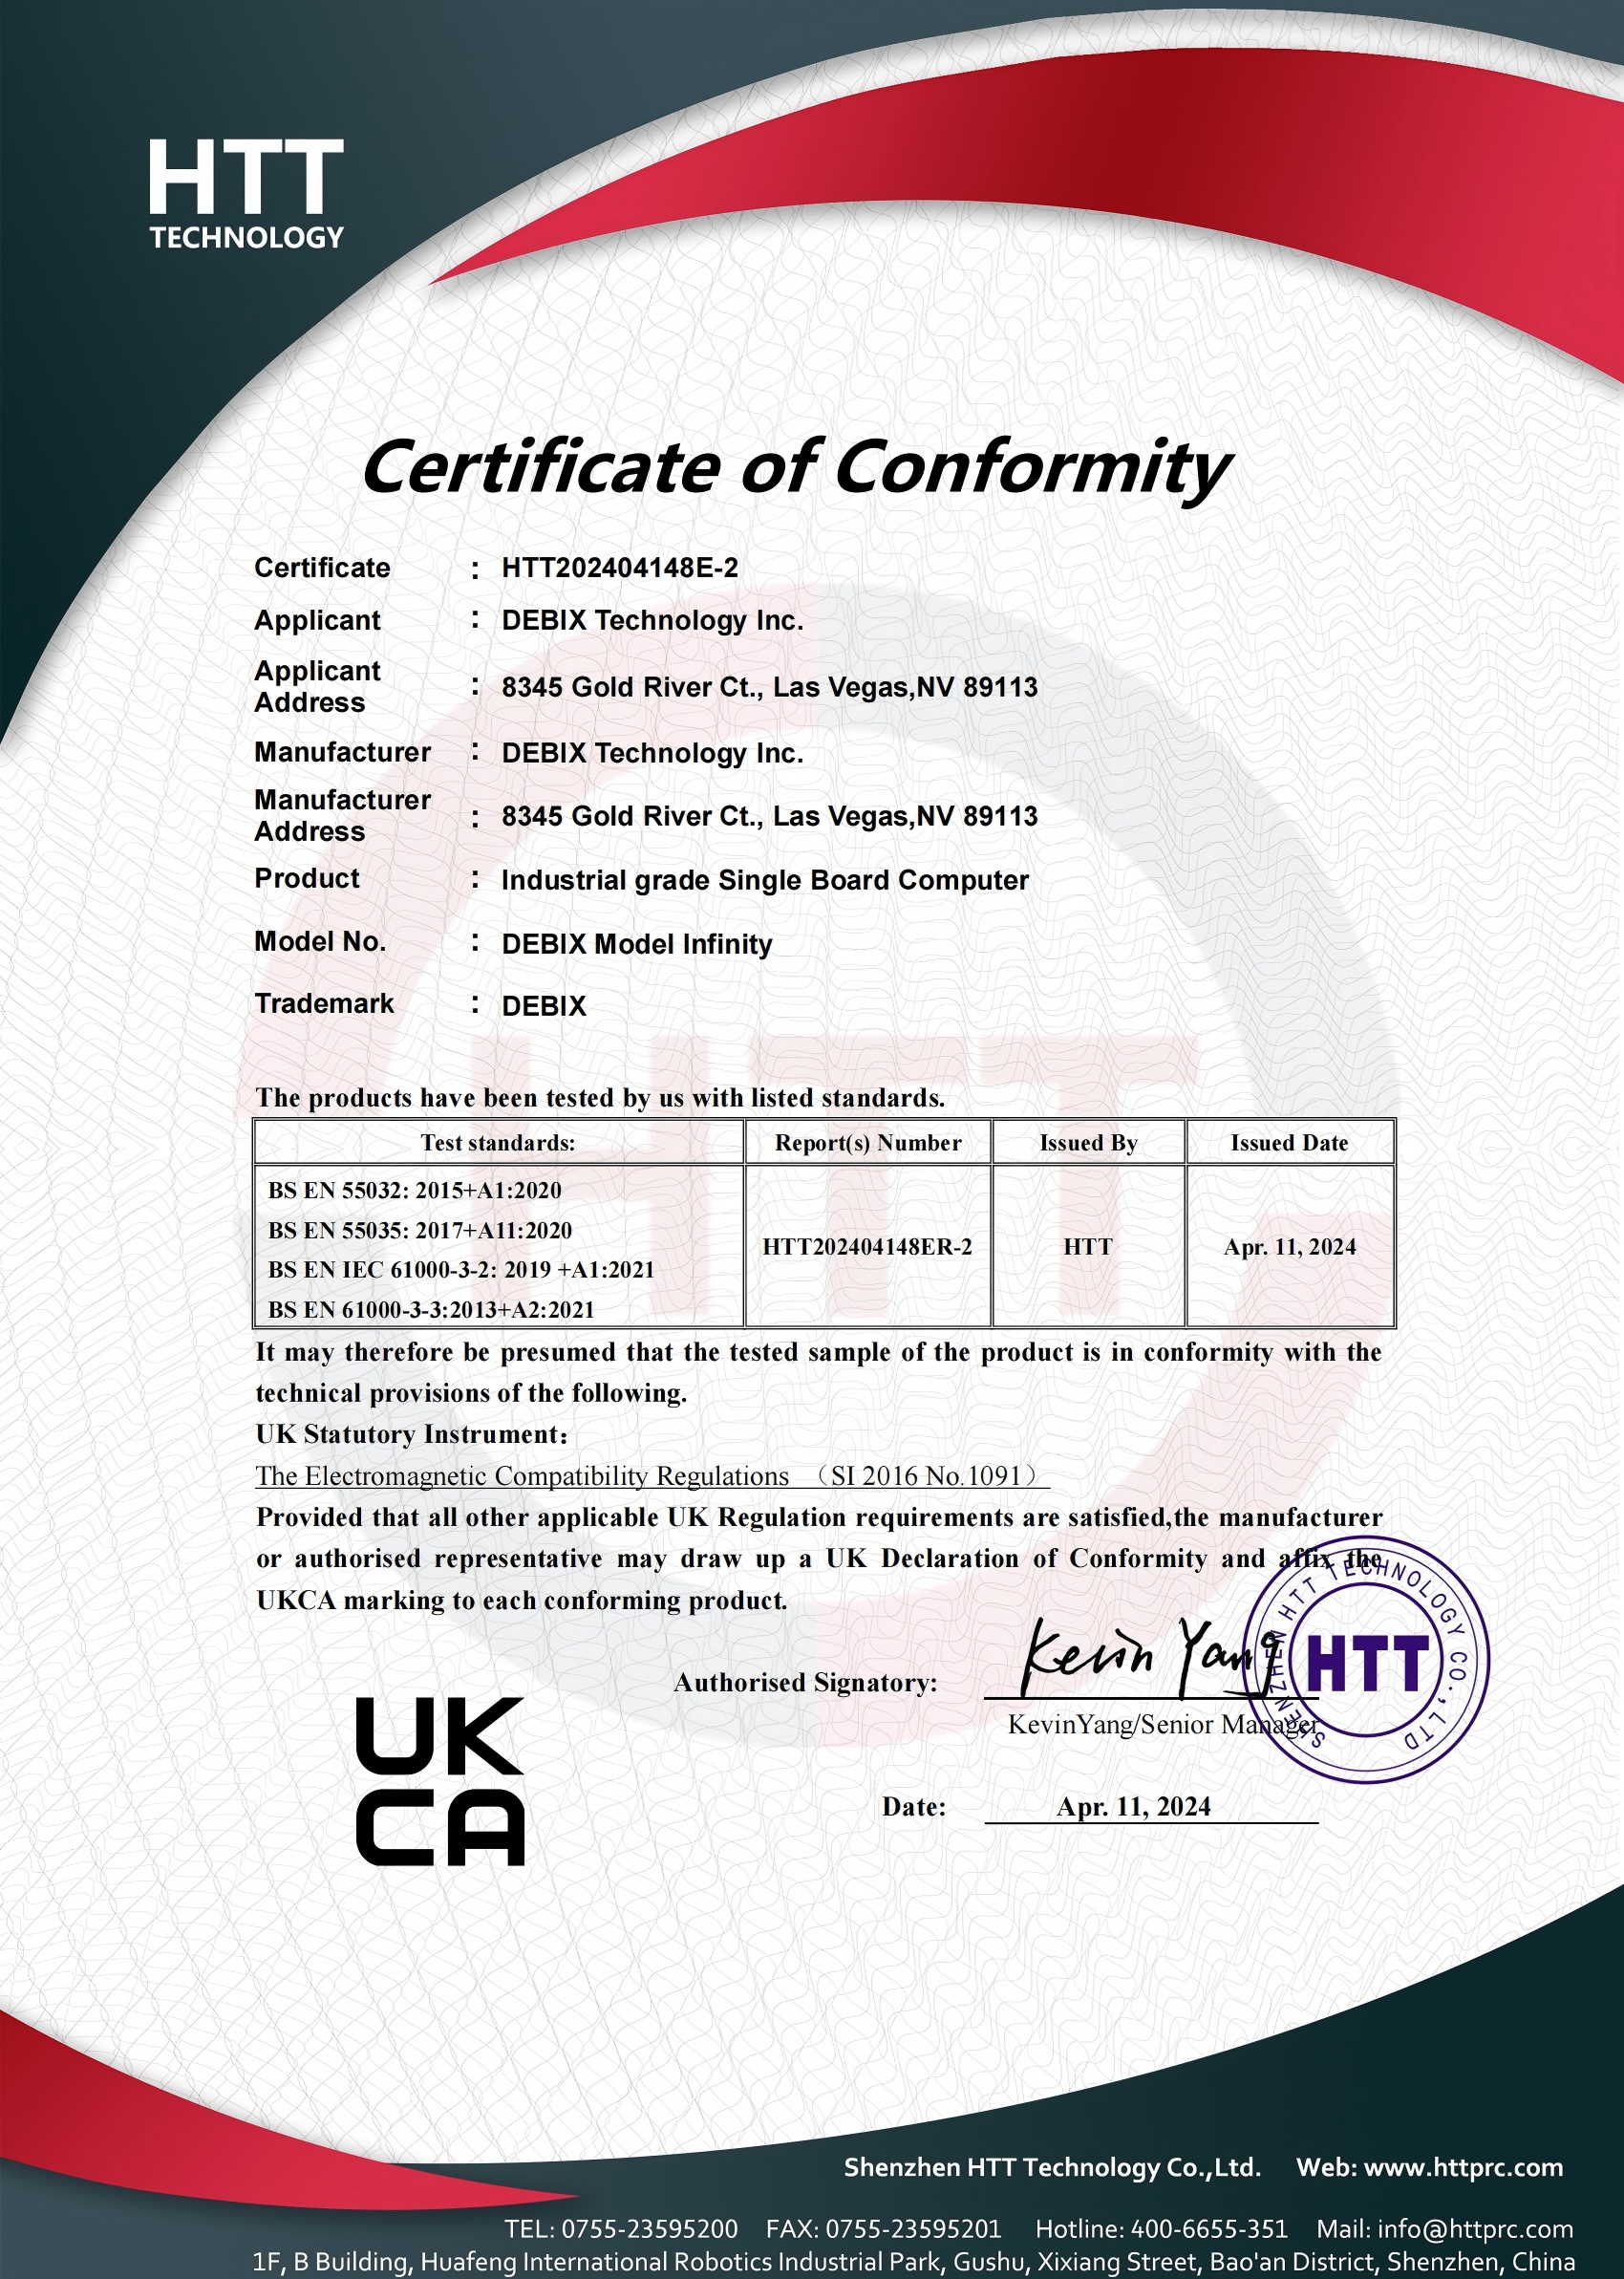 HTT
TECHNOLOGY
Certificate of Conformity
Certificate : HTT202404148E-2
Applicant : DEBIX Technology Inc.
Applicant
Address : 8345 Gold River Ct., Las Vegas,NV 89113
Manufacturer : DEBIX Technology Inc.
Manufacturer
Address : 8345 Gold River Ct., Las Vegas,NV 89113
Product : Industrial grade Single Board Computer
Model No. : DEBIX Model Infinity
Trademark : DEBIX
HTT
The products have been tested by us with listed standards.
Test standards: Report(s) Number Issued By Issued Date
BS EN 55032: 2015+A1:2020
BS EN 55035: 2017+A11:2020
HTT202404148ER-2 HTT Apr. 11, 2024
BS EN IEC 61000-3-2: 2019 +A1:2021
BS EN 61000-3-3:2013+A2:2021
It may therefore be presumed that the tested sample of the product is in conformity with the
technical provisions of the following.
UK Statutory Instrument：
The Electromagnetic Compatibility Regulations （SI 2016 No.1091）
Provided that all other applicable UK Regulation requirements are satisfied,the manufacturer
or authorised representative may draw up a UK Declaration of Conformity and affix the
UKCA marking to each conforming product.
Authorised Signatory: Kevin Yang
KevinYang/Senior Manager
SHENZHEN HTT TECHNOLOGY CO.,LTD
HTT
UK
CA
Date: Apr. 11, 2024
Shenzhen HTT Technology Co.,Ltd. Web: www.httprc.com
TEL: 0755-23595200 FAX: 0755-23595201 Hotline: 400-6655-351 Mail: info@httprc.com
1F, B Building, Huafeng International Robotics Industrial Park, Gushu, Xixiang Street, Bao'an District, Shenzhen, China